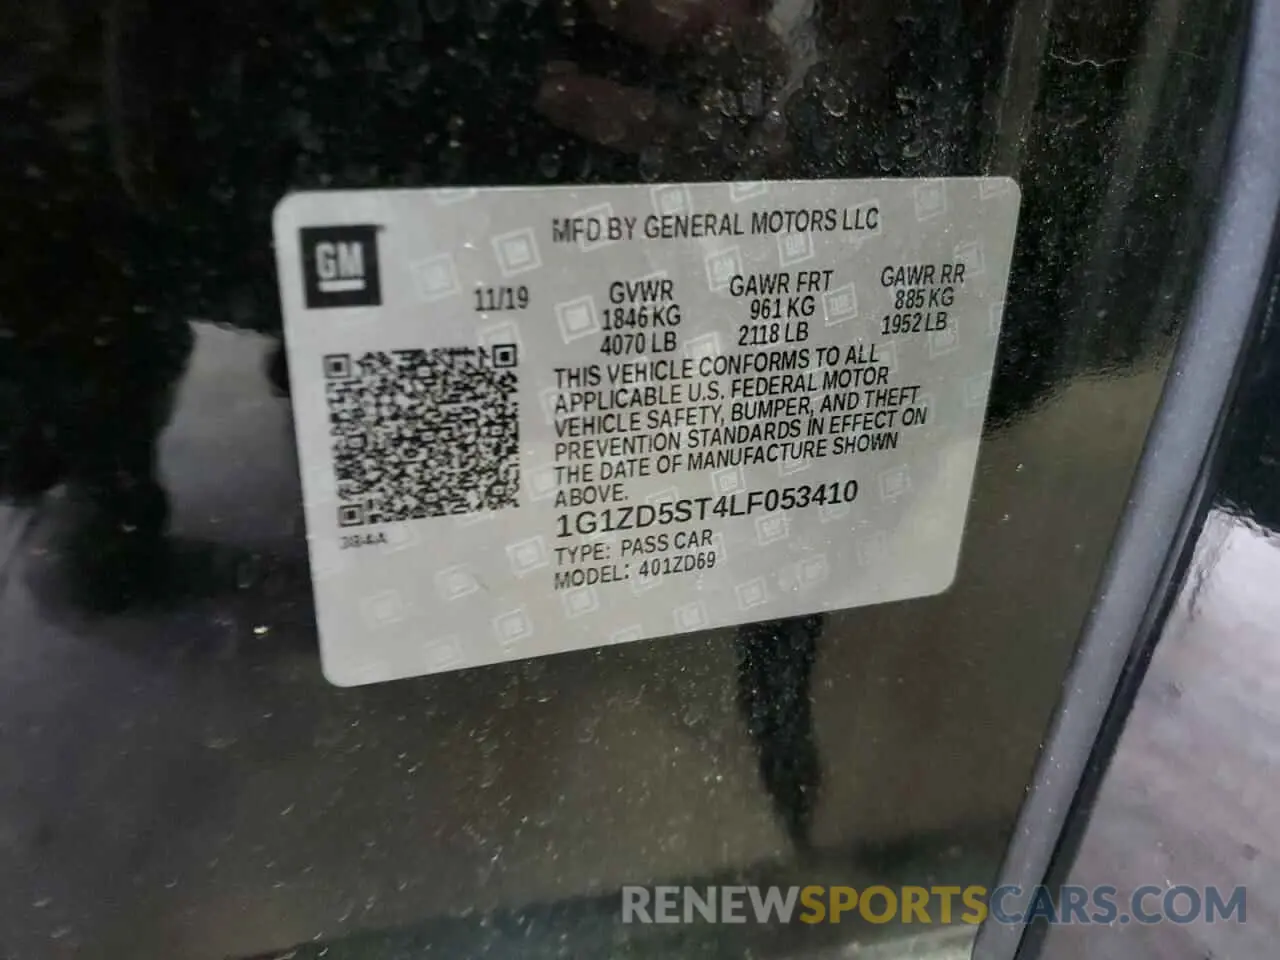 MFD BY GENERAL MOTORS LLC
GM
11/19
GVWR
1846 KG
4070 LB
GAWR FRT
961 KG
2118 LB
GAWR RR
885 KG
1952 LB
THIS VEHICLE CONFORMS TO ALL
APPLICABLE U.S. FEDERAL MOTOR
VEHICLE SAFETY, BUMPER, AND THEFT
PREVENTION STANDARDS IN EFFECT ON
THE DATE OF MANUFACTURE SHOWN
ABOVE.
1G1ZD5ST4LF053410
TYPE: PASS CAR
MODEL: 401ZD69
384A
RENEWSPORTSCARS.COM